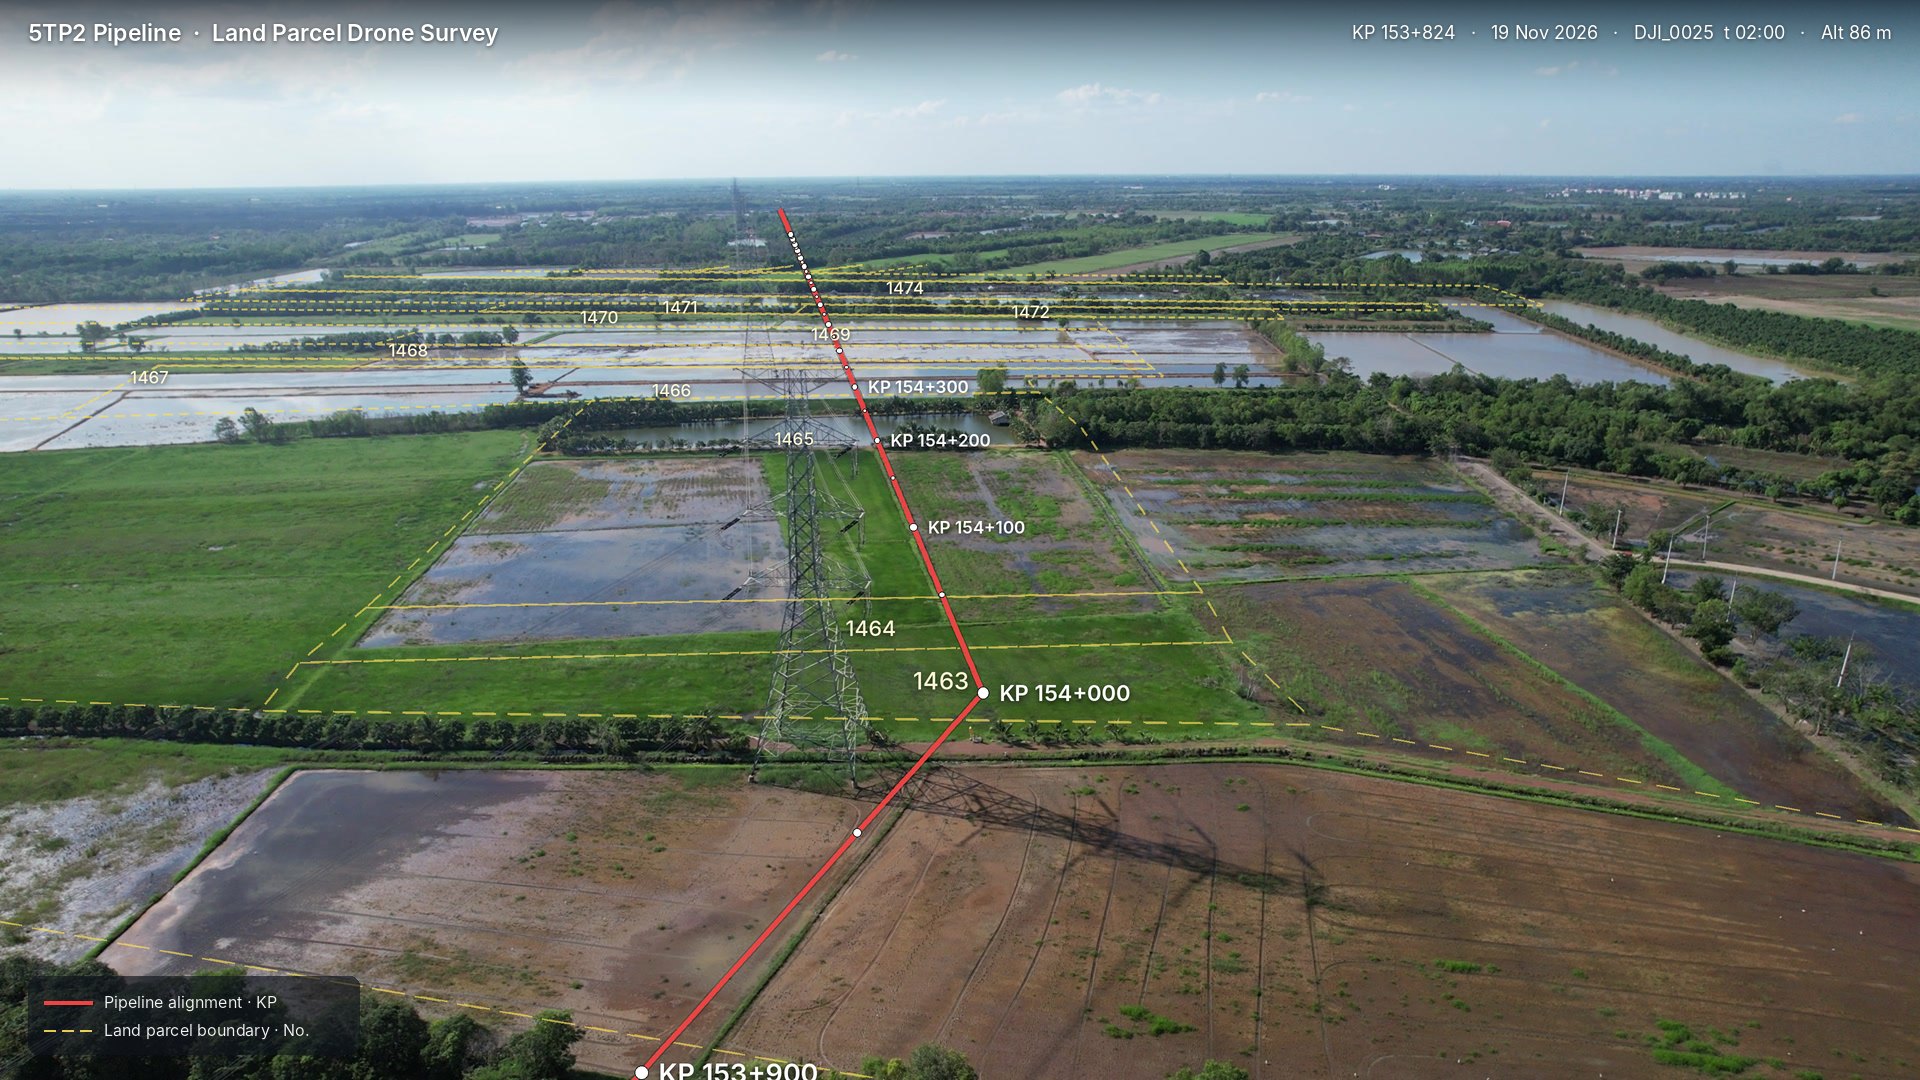 5TP2 Pipeline · Land Parcel Drone Survey
KP 153+824 · 19 Nov 2026 · DJI_0025 t 02:00 · Alt 86 m
1474
1471
1472
1470
1469
1468
1467
KP 154+300
1466
1465
KP 154+200
KP 154+100
1464
1463
KP 154+000
Pipeline alignment · KP
Land parcel boundary · No.
KP 153+900